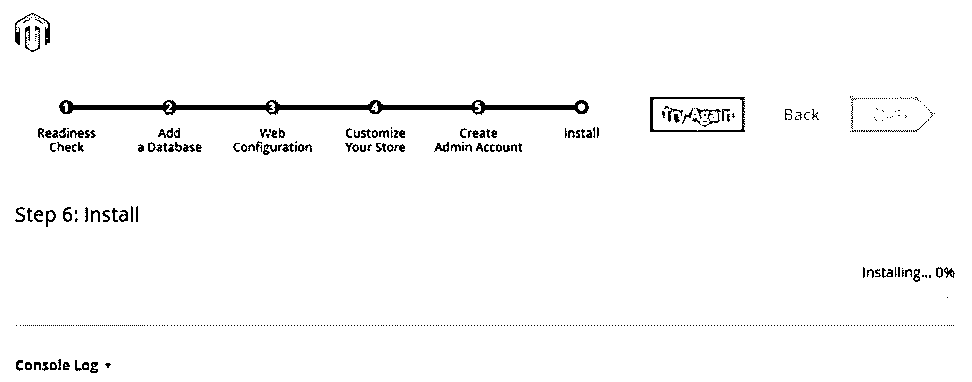 1 2 3 4 5
Readiness Check
Add a Database
Web Configuration
Customize Your Store
Create Admin Account
Install
Try Again
Back
Step 6: Install
Installing... 0%
Console Log